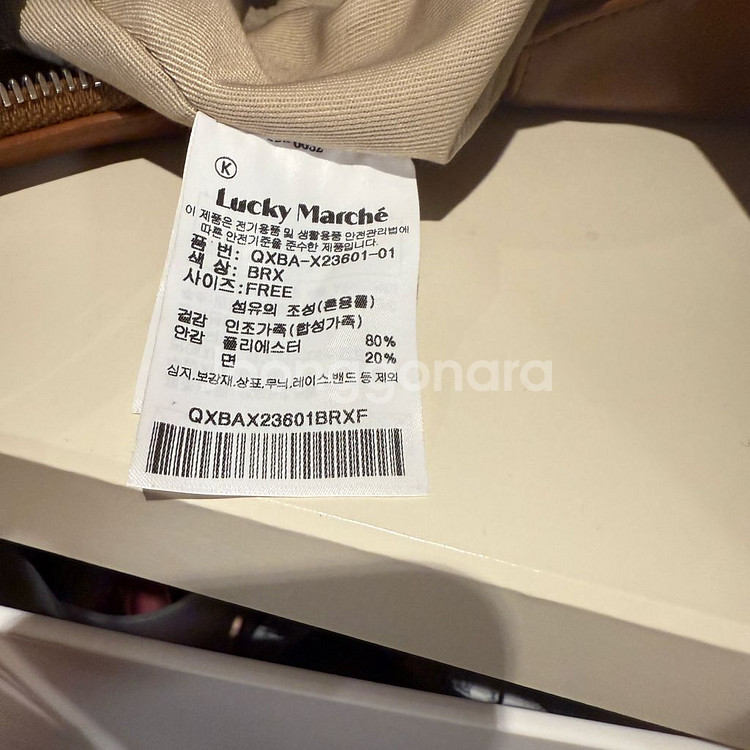 K
Lucky Marché
이 제품은 전기용품 및 생활용품 안전관리법에
따른 안전기준을 준수한 제품입니다.
품 번: QXBA-X23601-01
색 상: BRX
사이즈:FREE
섬유의 조성(혼용률)
겉감 인조가죽(합성가죽)
안감 폴리에스터 80%
면 20%
심지,보강재,상표,무늬,레이스,밴드 등 제외
QXBAX23601BRXF